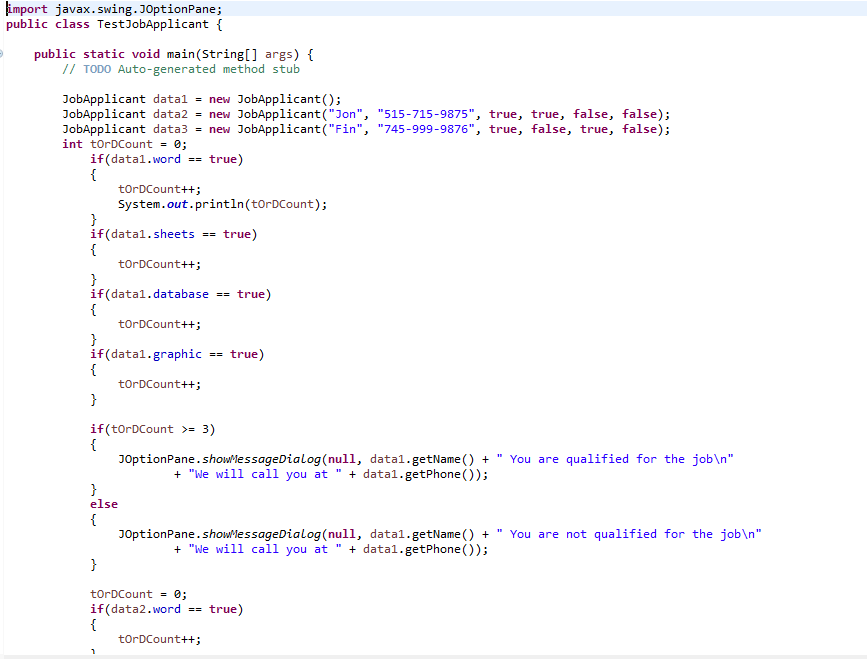 import javax.swing.JOptionPane;
public class TestJobApplicant {
public static void main(String[] args) {
// TODO Auto-generated method stub
JobApplicant data1 = new JobApplicant();
JobApplicant data2 = new JobApplicant("Jon", "515-715-9875", true, true, false, false);
JobApplicant data3 = new JobApplicant("Fin", "745-999-9876", true, false, true, false);
int tOrDCount = 0;
if(data1.word == true)
{
tOrDCount++;
System.out.println(tOrDCount);
}
if(data1.sheets == true)
{
tOrDCount++;
}
if(data1.database == true)
{
tOrDCount++;
}
if(data1.graphic == true)
{
tOrDCount++;
}
if(tOrDCount >= 3)
{
JOptionPane.showMessageDialog(null, data1.getName() + " You are qualified for the job\n"
+ "We will call you at " + data1.getPhone());
}
else
{
JOptionPane.showMessageDialog(null, data1.getName() + " You are not qualified for the job\n"
+ "We will call you at " + data1.getPhone());
}
tOrDCount = 0;
if(data2.word == true)
{
tOrDCount++;
}